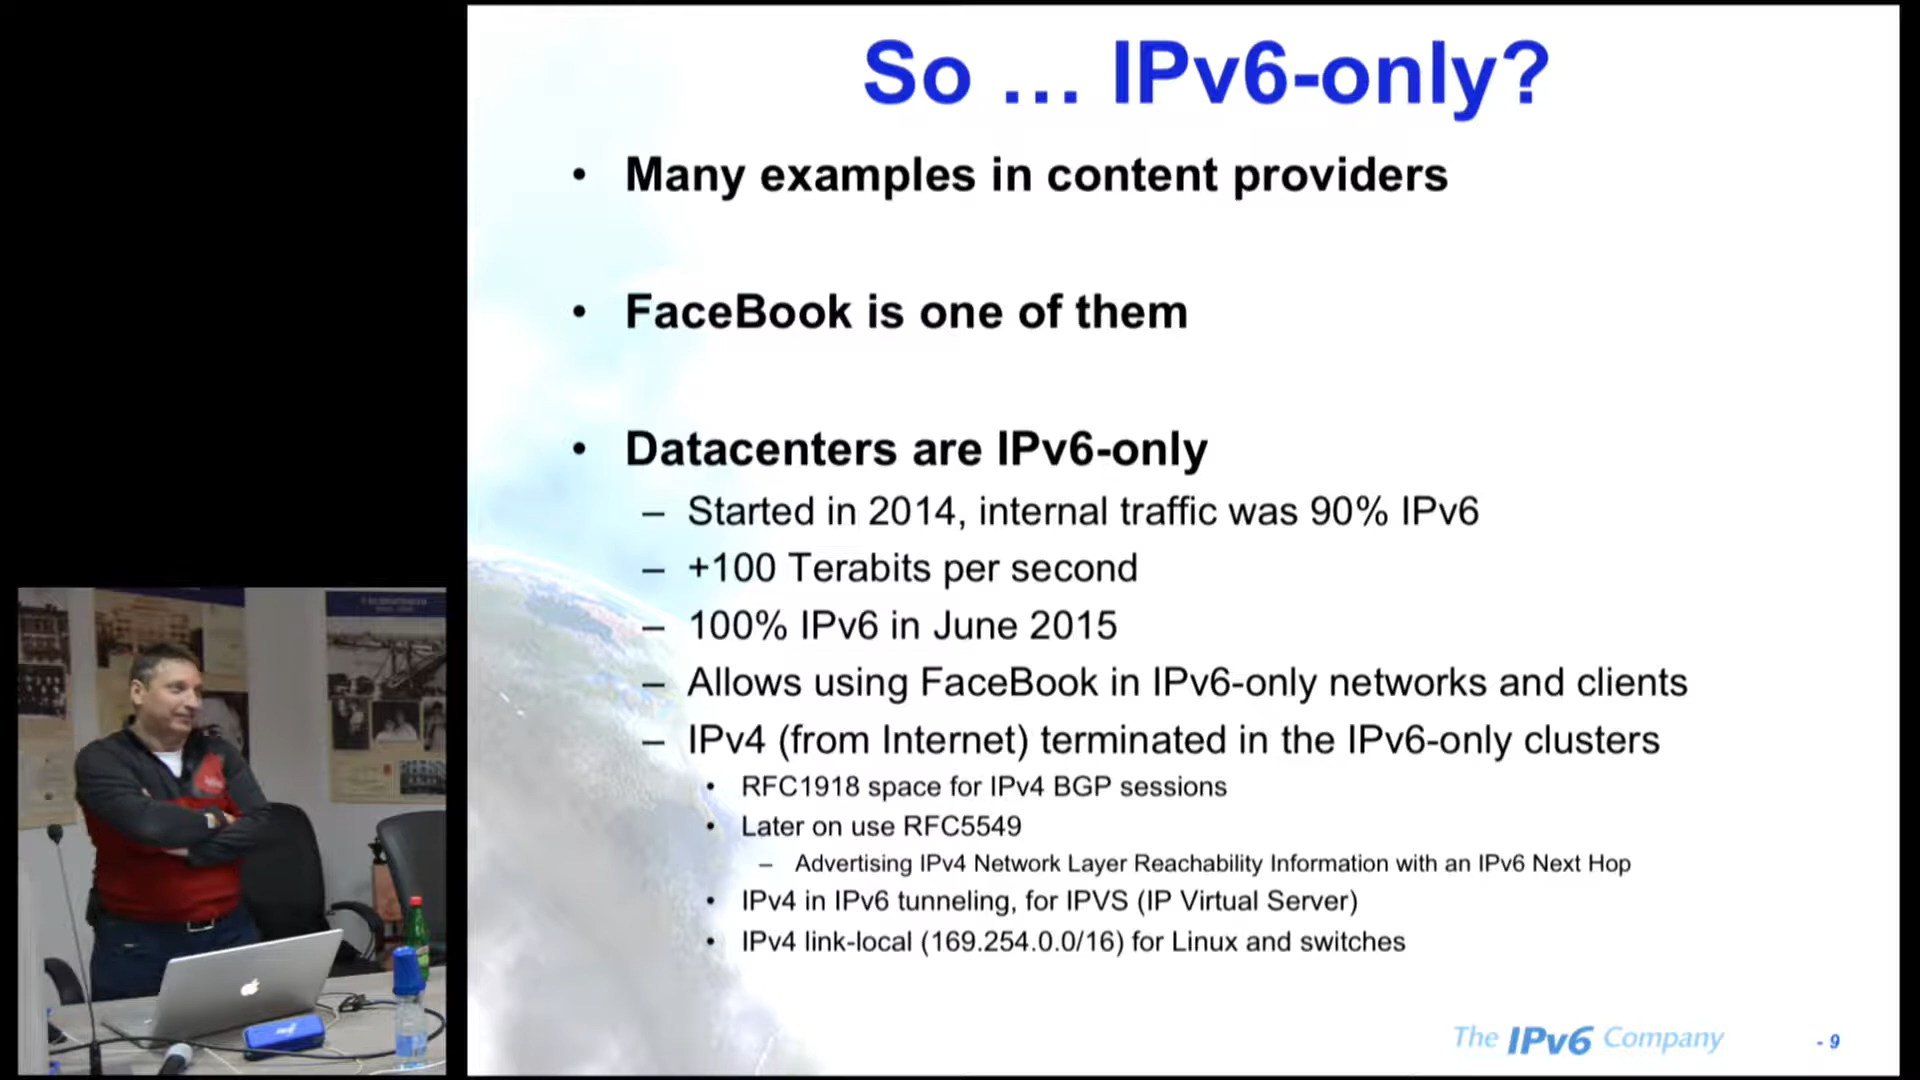 So ... IPv6-only?
• Many examples in content providers
• FaceBook is one of them
• Datacenters are IPv6-only
– Started in 2014, internal traffic was 90% IPv6
– +100 Terabits per second
– 100% IPv6 in June 2015
– Allows using FaceBook in IPv6-only networks and clients
– IPv4 (from Internet) terminated in the IPv6-only clusters
• RFC1918 space for IPv4 BGP sessions
• Later on use RFC5549
– Advertising IPv4 Network Layer Reachability Information with an IPv6 Next Hop
• IPv4 in IPv6 tunneling, for IPVS (IP Virtual Server)
• IPv4 link-local (169.254.0.0/16) for Linux and switches
The IPv6 Company
- 9